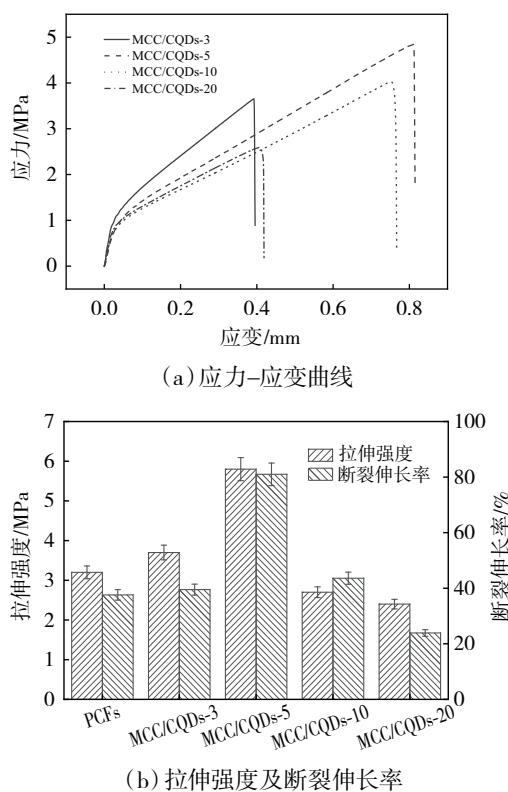 5
4
3
2
1
0
应力/MPa
MCC/CQDs-3
MCC/CQDs-5
MCC/CQDs-10
MCC/CQDs-20
0.0 0.2 0.4 0.6 0.8
应变/mm
(a)应力–应变曲线
7
6
5
4
3
2
1
0
拉伸强度/MPa
拉伸强度
断裂伸长率
100
80
60
40
20
0
断裂伸长率/%
PCFs MCC/CQDs-3 MCC/CQDs-5 MCC/CQDs-10 MCC/CQDs-20
(b)拉伸强度及断裂伸长率